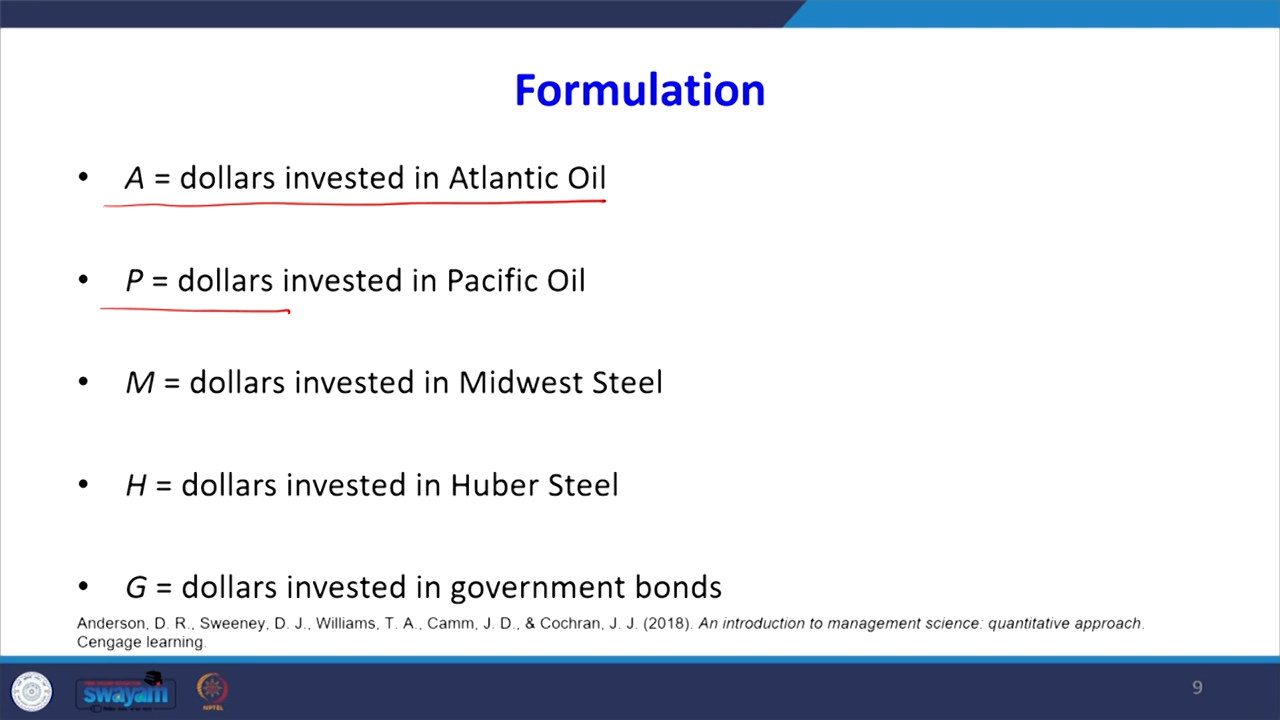 Formulation
• A = dollars invested in Atlantic Oil
• P = dollars invested in Pacific Oil
• M = dollars invested in Midwest Steel
• H = dollars invested in Huber Steel
• G = dollars invested in government bonds
Anderson, D. R., Sweeney, D. J., Williams, T. A., Camm, J. D., & Cochran, J. J. (2018). An introduction to management science: quantitative approach.
Cengage learning.
swayam
NPTEL
9